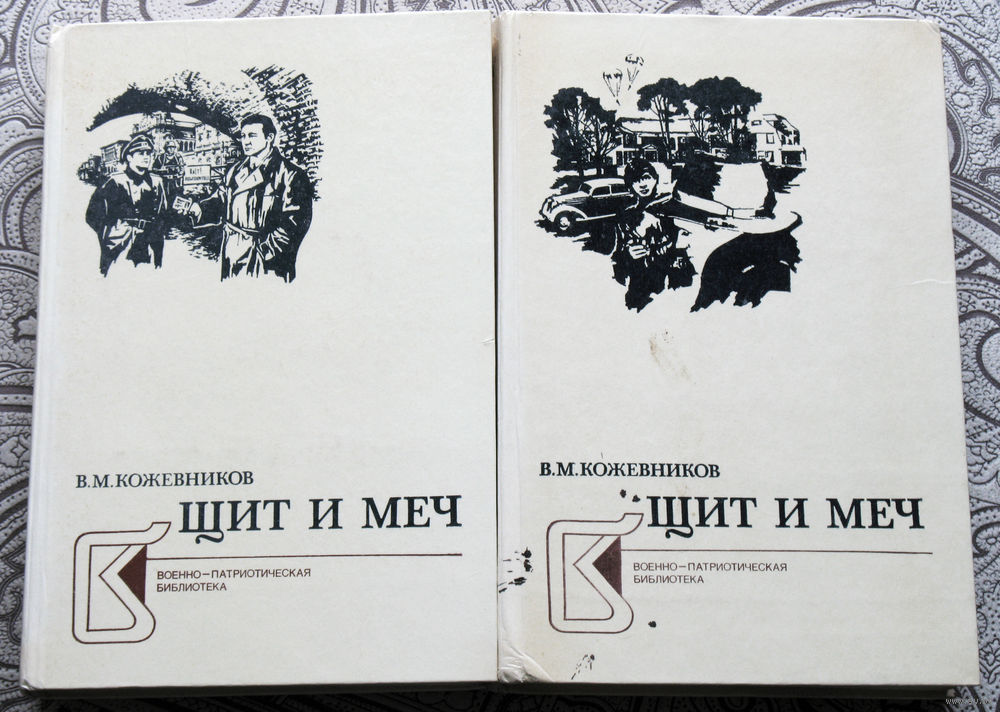 В.М.КОЖЕВНИКОВ
ЩИТ И МЕЧ
ВОЕННО–ПАТРИОТИЧЕСКАЯ
БИБЛИОТЕКА
В.М.КОЖЕВНИКОВ
ЩИТ И МЕЧ
ВОЕННО–ПАТРИОТИЧЕСКАЯ
БИБЛИОТЕКА